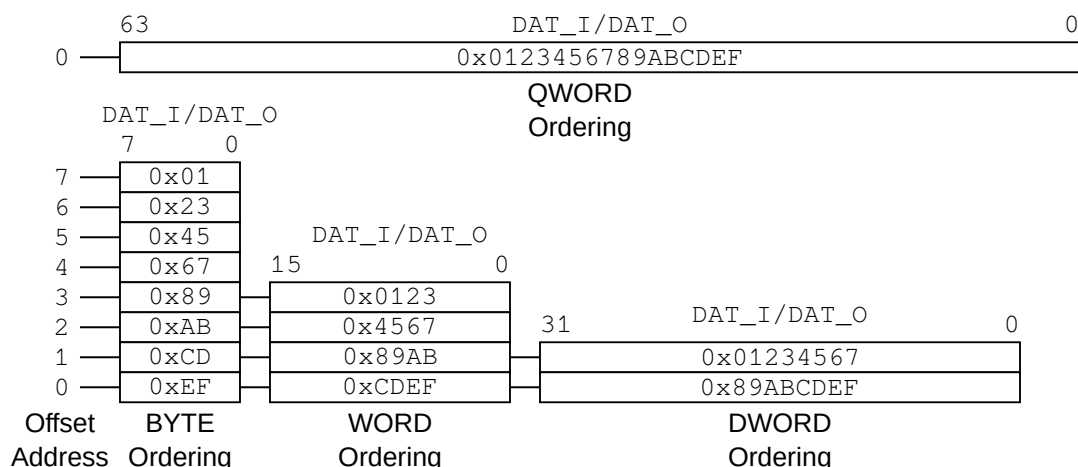 63 DAT_I/DAT_O 0
0 0x0123456789ABCDEF
QWORD
Ordering
DAT_I/DAT_O
7 0
7 0x01
6 0x23
5 0x45 DAT_I/DAT_O
4 0x67 15 0
3 0x89 0x0123
2 0xAB 0x4567 31 DAT_I/DAT_O 0
1 0xCD 0x89AB 0x01234567
0 0xEF 0xCDEF 0x89ABCDEF
Offset BYTE WORD DWORD
Address Ordering Ordering Ordering